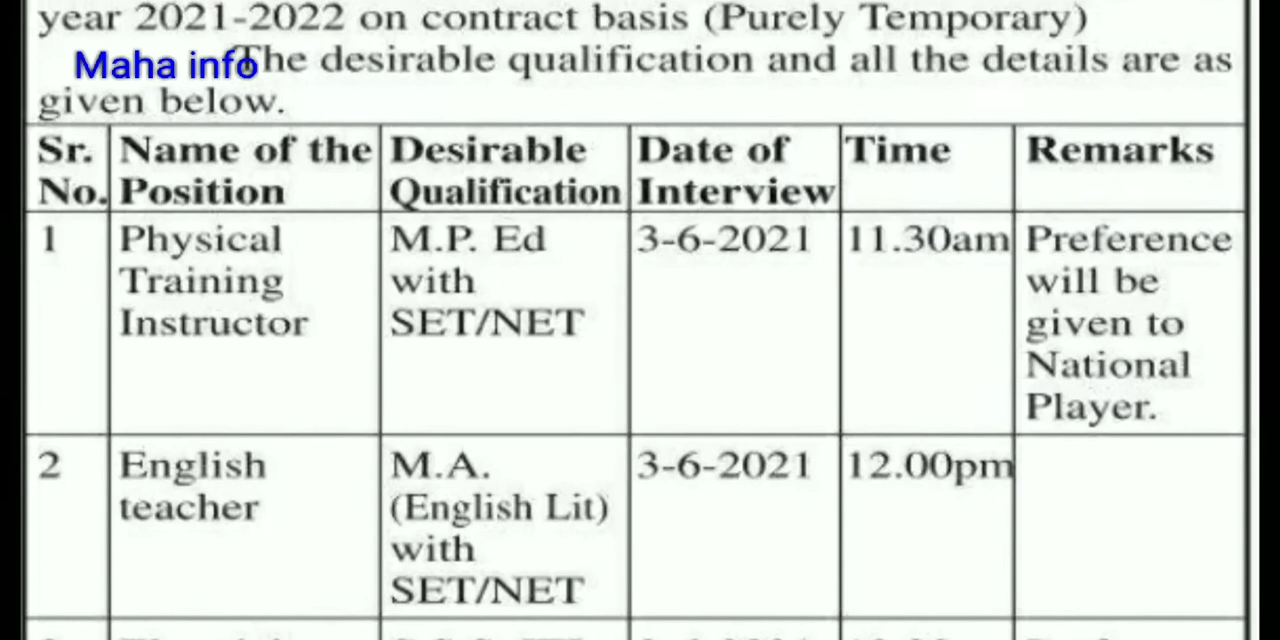 year 2021-2022 on contract basis (Purely Temporary)
Maha info
The desirable qualification and all the details are as
given below.
Sr. No. Name of the Position Desirable Qualification Date of Interview Time Remarks
1 Physical Training Instructor M.P. Ed with SET/NET 3-6-2021 11.30am Preference will be given to National Player.
2 English teacher M.A. (English Lit) with SET/NET 3-6-2021 12.00pm